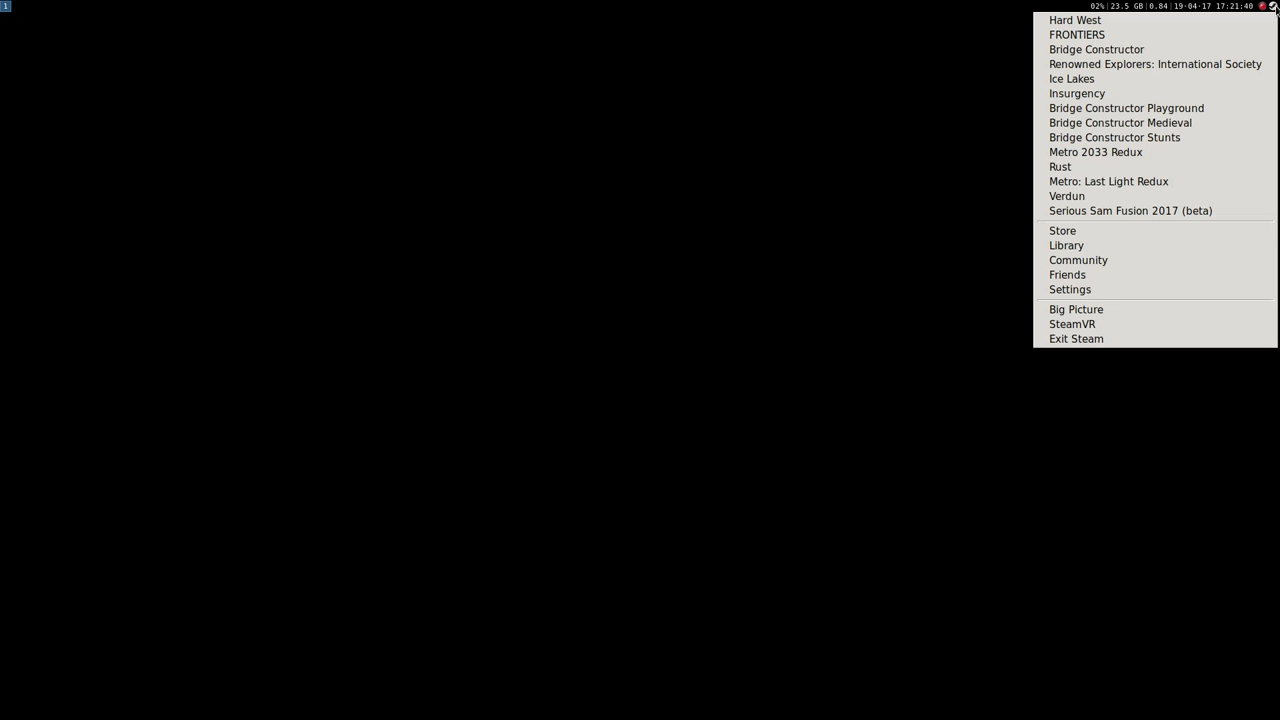 1
02%|23.5 GB|0.84|19-04-17 17:21:40
Hard West
FRONTIERS
Bridge Constructor
Renowned Explorers: International Society
Ice Lakes
Insurgency
Bridge Constructor Playground
Bridge Constructor Medieval
Bridge Constructor Stunts
Metro 2033 Redux
Rust
Metro: Last Light Redux
Verdun
Serious Sam Fusion 2017 (beta)
Store
Library
Community
Friends
Settings
Big Picture
SteamVR
Exit Steam